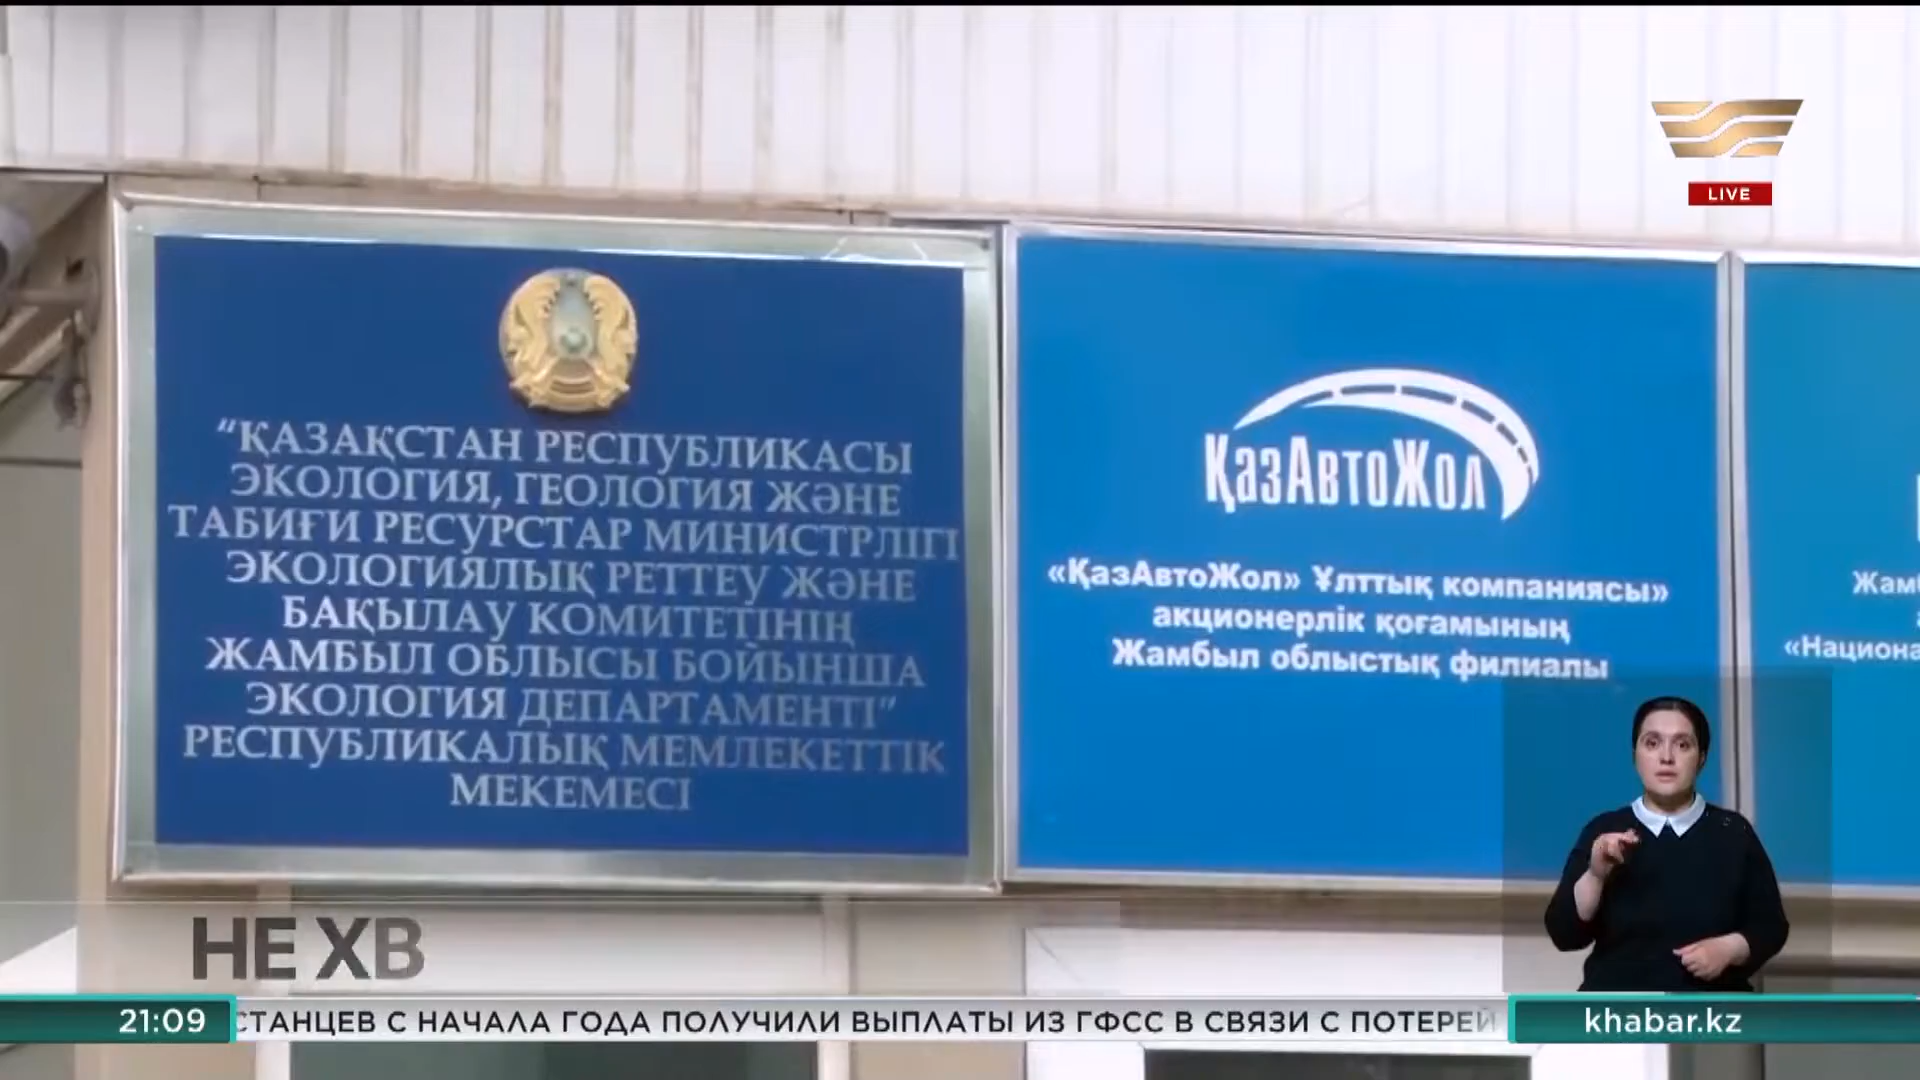 LIVE
“ҚАЗАҚСТАН РЕСПУБЛИКАСЫ
ЭКОЛОГИЯ, ГЕОЛОГИЯ ЖӘНЕ
ТАБИҒИ РЕСУРСТАР МИНИСТРЛІГІ
ЭКОЛОГИЯЛЫҚ РЕТТЕУ ЖӘНЕ
БАҚЫЛАУ КОМИТЕТІНІҢ
ЖАМБЫЛ ОБЛЫСЫ БОЙЫНША
ЭКОЛОГИЯ ДЕПАРТАМЕНТІ”
РЕСПУБЛИКАЛЫҚ МЕМЛЕКЕТТІК
МЕКЕМЕСІ
ҚазАвтоЖол
«ҚазАвтоЖол» Ұлттық компаниясы»
акционерлік қоғамының
Жамбыл облыстық филиалы
Жам
«Национа
НЕ ХВ
21:09
СТАНЦЕВ С НАЧАЛА ГОДА ПОЛУЧИЛИ ВЫПЛАТЫ ИЗ ГФСС В СВЯЗИ С ПОТЕРЕЙ
khabar.kz